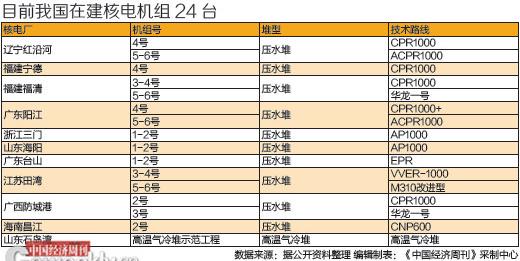 目前我国在建核电机组24台
核电厂 机组号 堆型 技术路线
辽宁红沿河 4号 压水堆 CPR1000
5-6号 ACPR1000
福建宁德 4号 压水堆 CPR1000
福建福清 3-4号 压水堆 CPR1000
5-6号 华龙一号
广东阳江 4号 压水堆 CPR1000+
5-6号 ACPR1000
浙江三门 1-2号 压水堆 AP1000
山东海阳 1-2号 压水堆 AP1000
广东台山 1-2号 压水堆 EPR
江苏田湾 3-4号 压水堆 VVER-1000
5-6号 M310改进型
广西防城港 2号 压水堆 CPR1000
3号 华龙一号
海南昌江 2号 压水堆 CNP600
山东石岛湾 高温气冷堆示范工程 高温气冷堆 高温气冷堆
中国经济周刊
数据来源：据公开资料整理 编辑制表：《中国经济周刊》采制中心